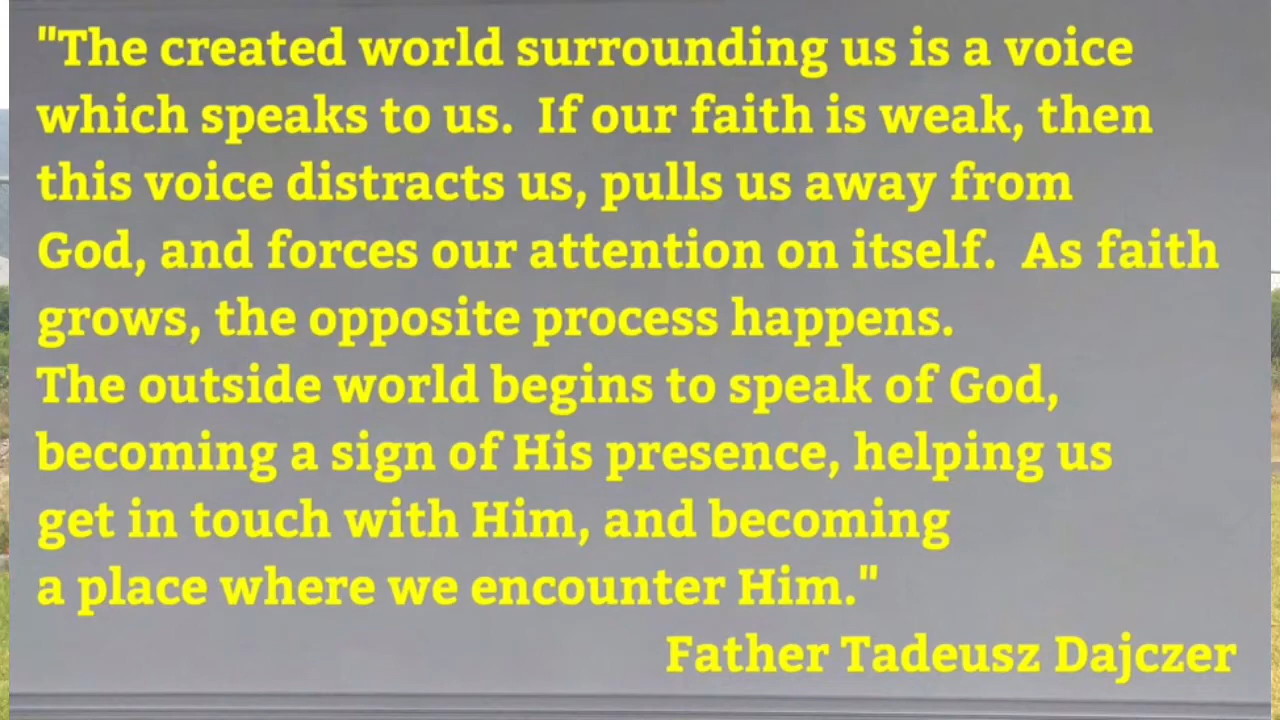 "The created world surrounding us is a voice
which speaks to us.  If our faith is weak, then
this voice distracts us, pulls us away from
God, and forces our attention on itself.  As faith
grows, the opposite process happens.
The outside world begins to speak of God,
becoming a sign of His presence, helping us
get in touch with Him, and becoming
a place where we encounter Him."
Father Tadeusz Dajczer